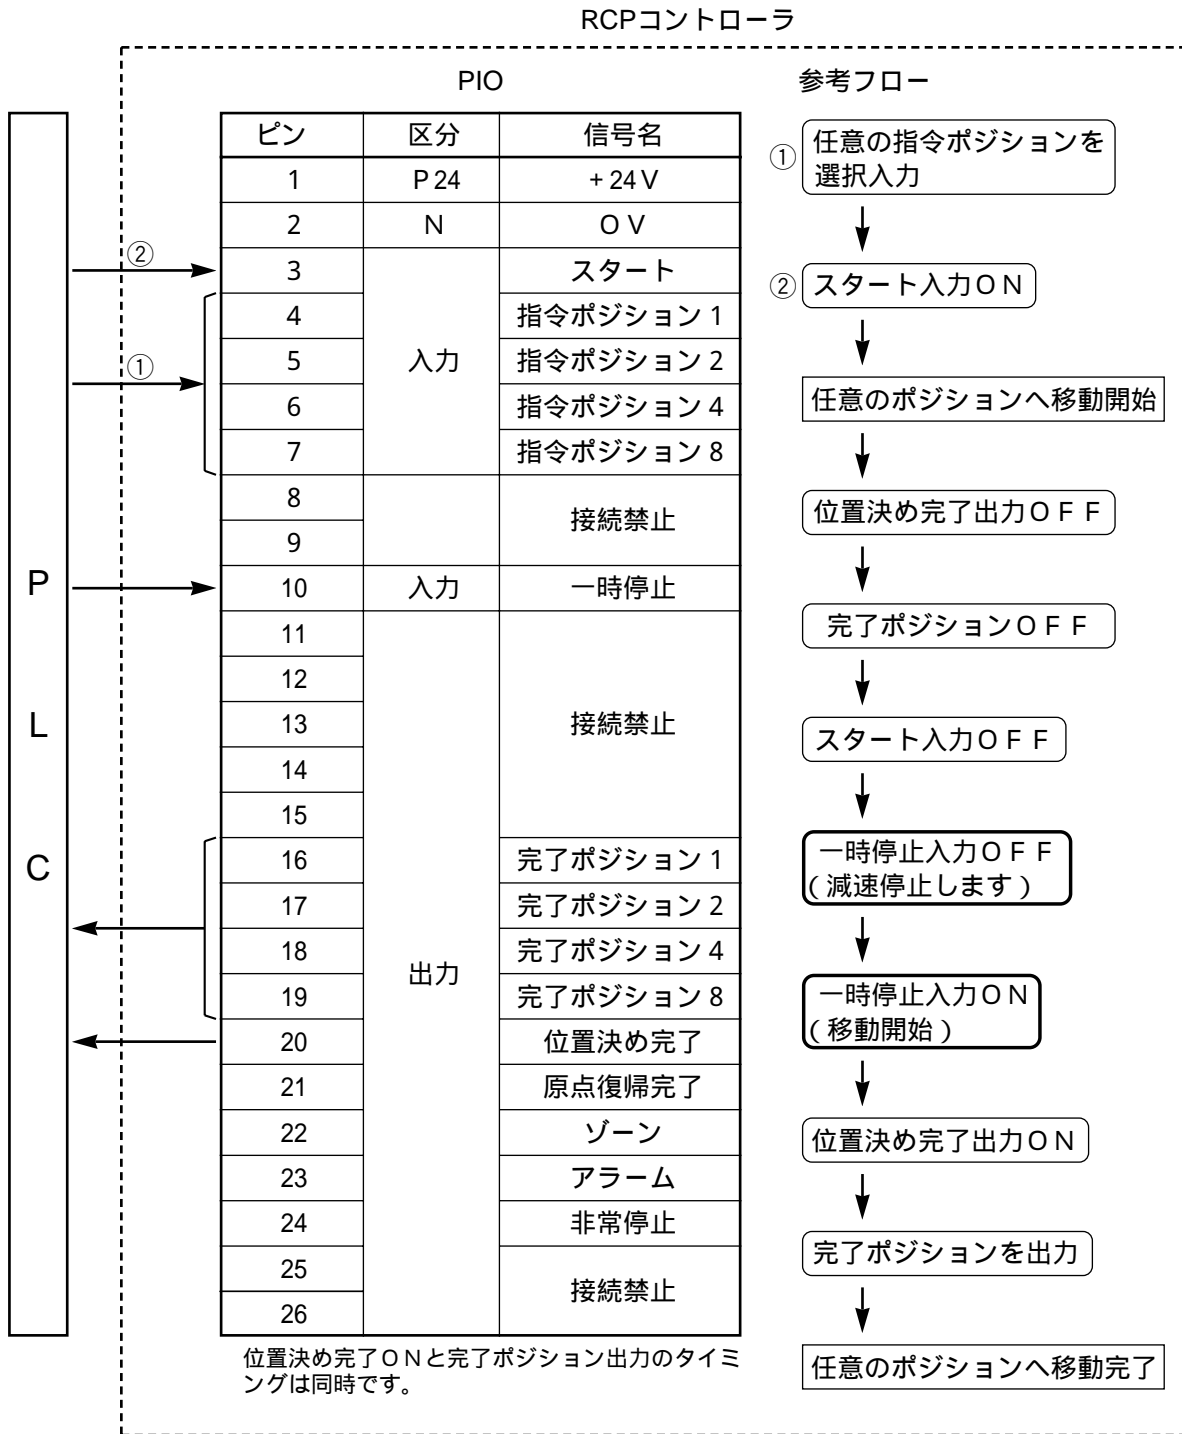 RCPコントローラ
PIO
参考フロー
ピン 区分 信号名
1 P24 +24V
2 N OV
3 スタート
4 指令ポジション1
5 入力 指令ポジション2
6 指令ポジション4
7 指令ポジション8
8
接続禁止
9
10 入力 一時停止
11
12
13 接続禁止
14
15
16 完了ポジション1
17 完了ポジション2
18 完了ポジション4
出力
19 完了ポジション8
20 位置決め完了
21 原点復帰完了
22 ゾーン
23 アラーム
24 非常停止
25
接続禁止
26
位置決め完了ONと完了ポジション出力のタイミ
ングは同時です。
P
L
C
②
①
① 任意の指令ポジションを
選択入力
② スタート入力ON
任意のポジションへ移動開始
位置決め完了出力OFF
完了ポジションOFF
スタート入力OFF
一時停止入力OFF
(減速停止します)
一時停止入力ON
(移動開始)
位置決め完了出力ON
完了ポジションを出力
任意のポジションへ移動完了